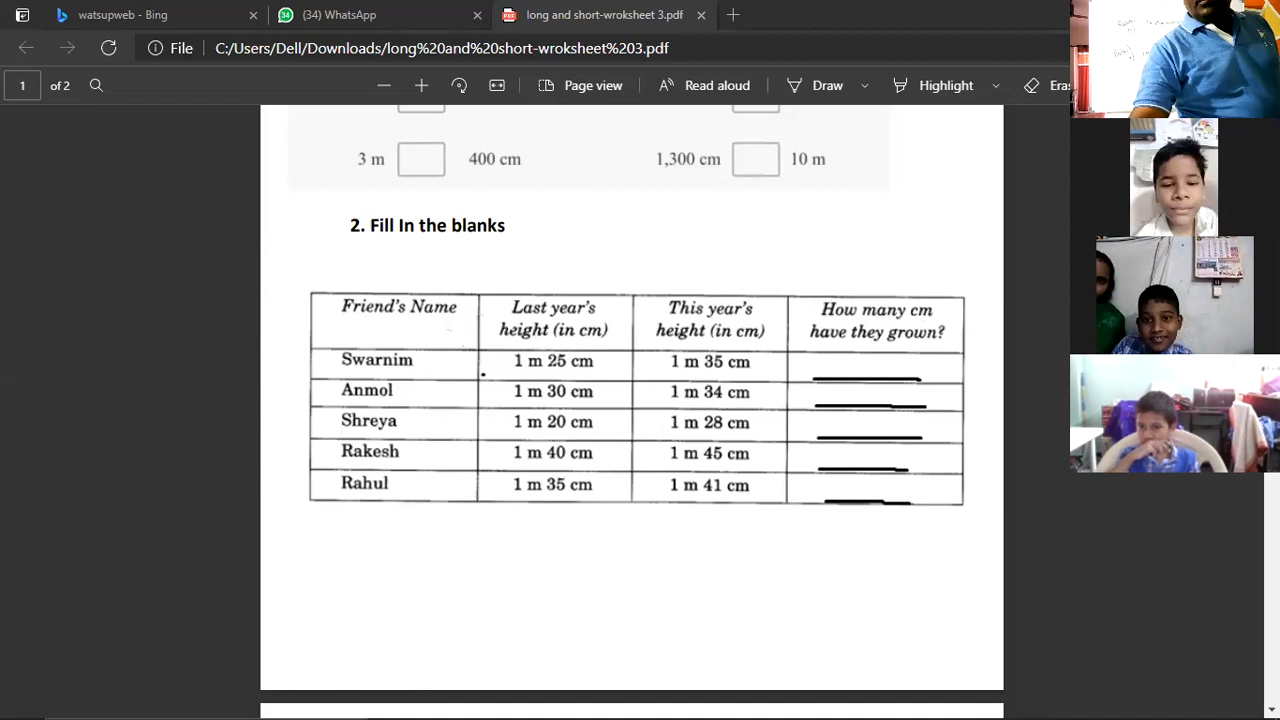 watsupweb - Bing
(34) WhatsApp
long and short-wroksheet 3.pdf
File C:/Users/Dell/Downloads/long%20and%20short-wroksheet%203.pdf
1 of 2 Page view Read aloud Draw Highlight Eras
3 m 400 cm 1,300 cm 10 m
2. Fill In the blanks
Friend's Name Last year's height (in cm) This year's height (in cm) How many cm have they grown?
Swarnim 1 m 25 cm 1 m 35 cm
Anmol 1 m 30 cm 1 m 34 cm
Shreya 1 m 20 cm 1 m 28 cm
Rakesh 1 m 40 cm 1 m 45 cm
Rahul 1 m 35 cm 1 m 41 cm